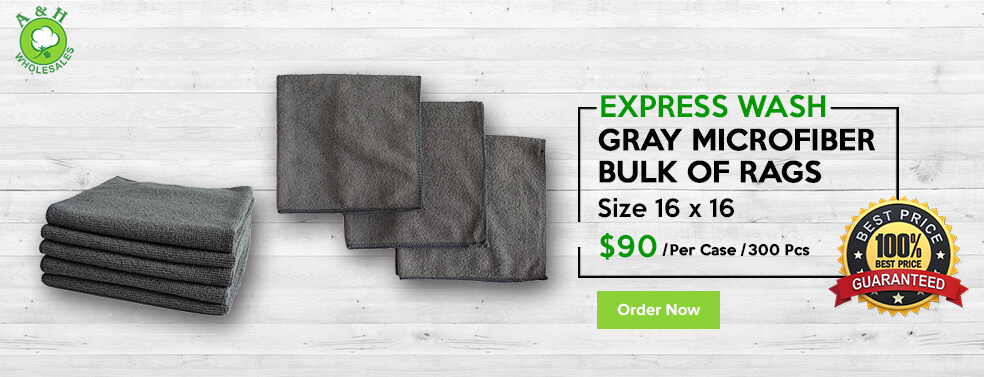 A & H
WHOLESALES
EXPRESS WASH
GRAY MICROFIBER
BULK OF RAGS
Size 16 x 16
$90 /Per Case /300 Pcs
BEST PRICE
100%
BEST PRICE
GUARANTEED
Order Now